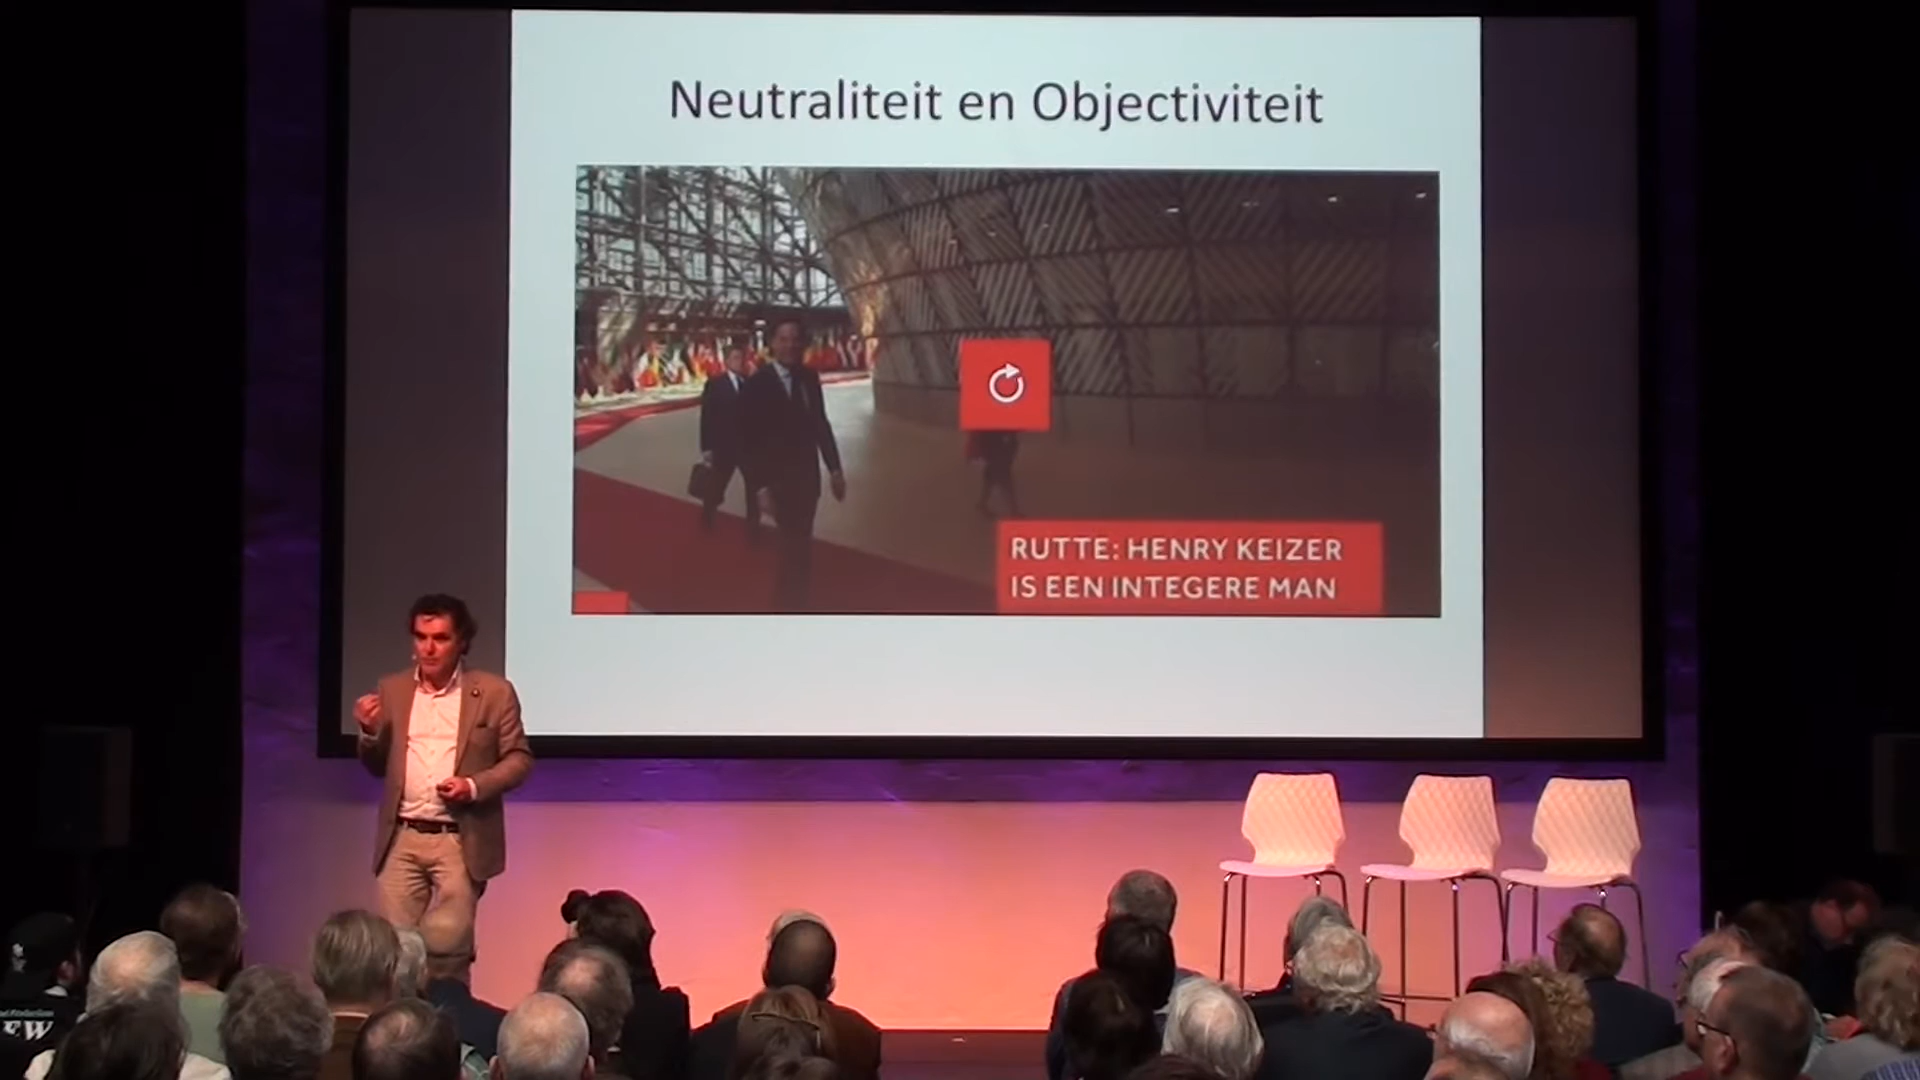 Neutraliteit en Objectiviteit
RUTTE: HENRY KEIZER
IS EEN INTEGERE MAN